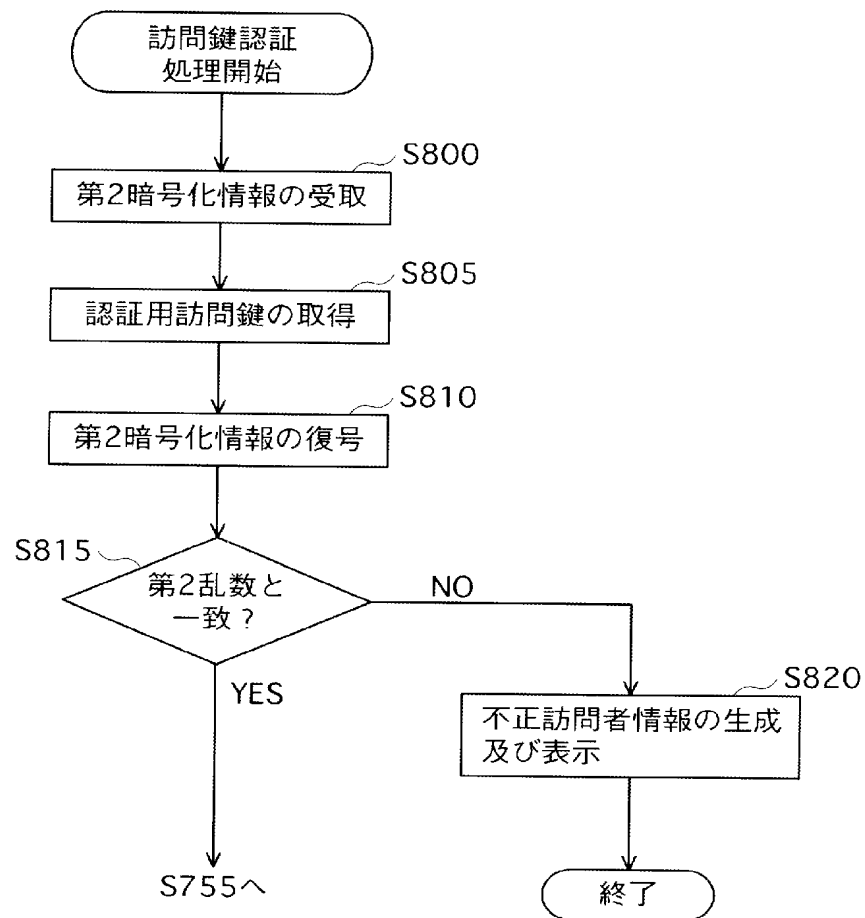 訪問鍵認証
処理開始
S800
第2暗号化情報の受取
S805
認証用訪問鍵の取得
S810
第2暗号化情報の復号
S815
第2乱数と
一致?
NO
YES
S820
不正訪問者情報の生成
及び表示
S755へ
終了